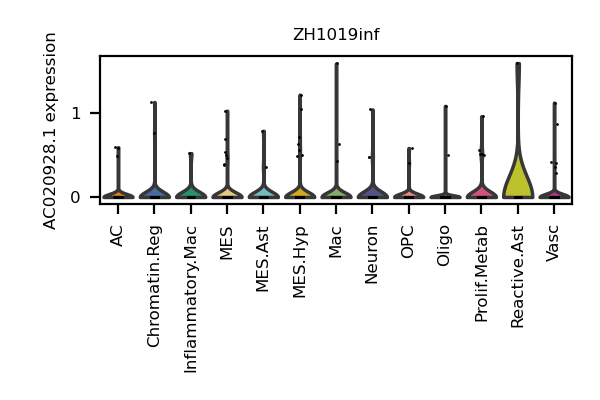 ZH1019inf
AC020928.1 expression
1
0
AC
Chromatin.Reg
Inflammatory.Mac
MES
MES.Ast
MES.Hyp
Mac
Neuron
OPC
Oligo
Prolif.Metab
Reactive.Ast
Vasc